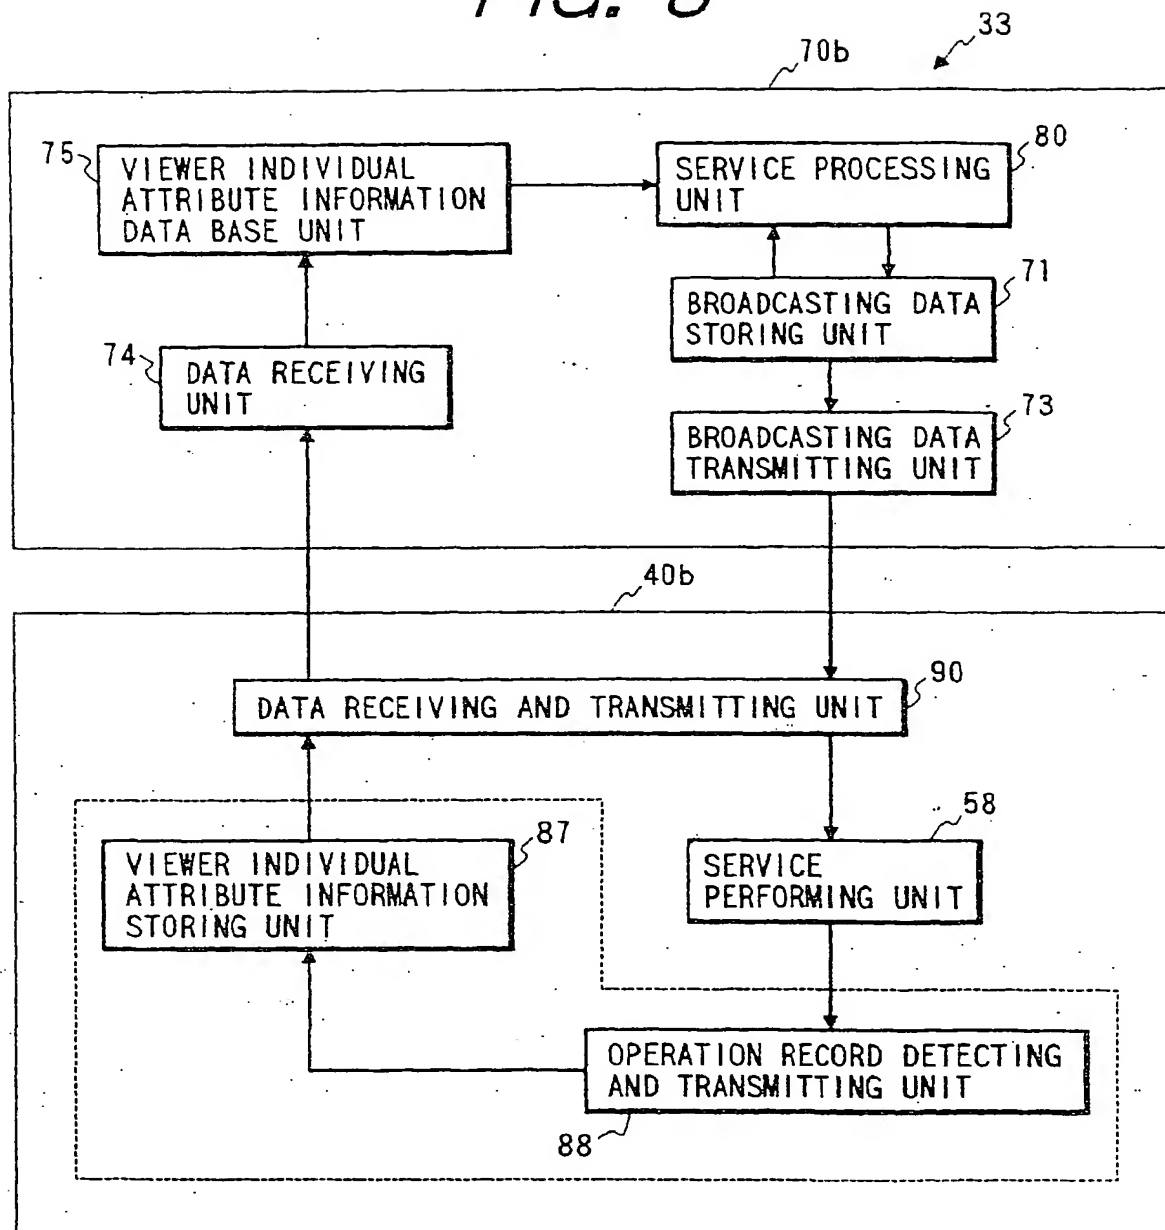 33
70b
75
VIEWER INDIVIDUAL
ATTRIBUTE INFORMATION
DATA BASE UNIT
SERVICE PROCESSING
UNIT
80
BROADCASTING DATA
STORING UNIT
71
74
DATA RECEIVING
UNIT
BROADCASTING DATA
TRANSMITTING UNIT
73
40b
DATA RECEIVING AND TRANSMITTING UNIT
90
VIEWER INDIVIDUAL
ATTRIBUTE INFORMATION
STORING UNIT
87
SERVICE
PERFORMING UNIT
58
OPERATION RECORD DETECTING
AND TRANSMITTING UNIT
88